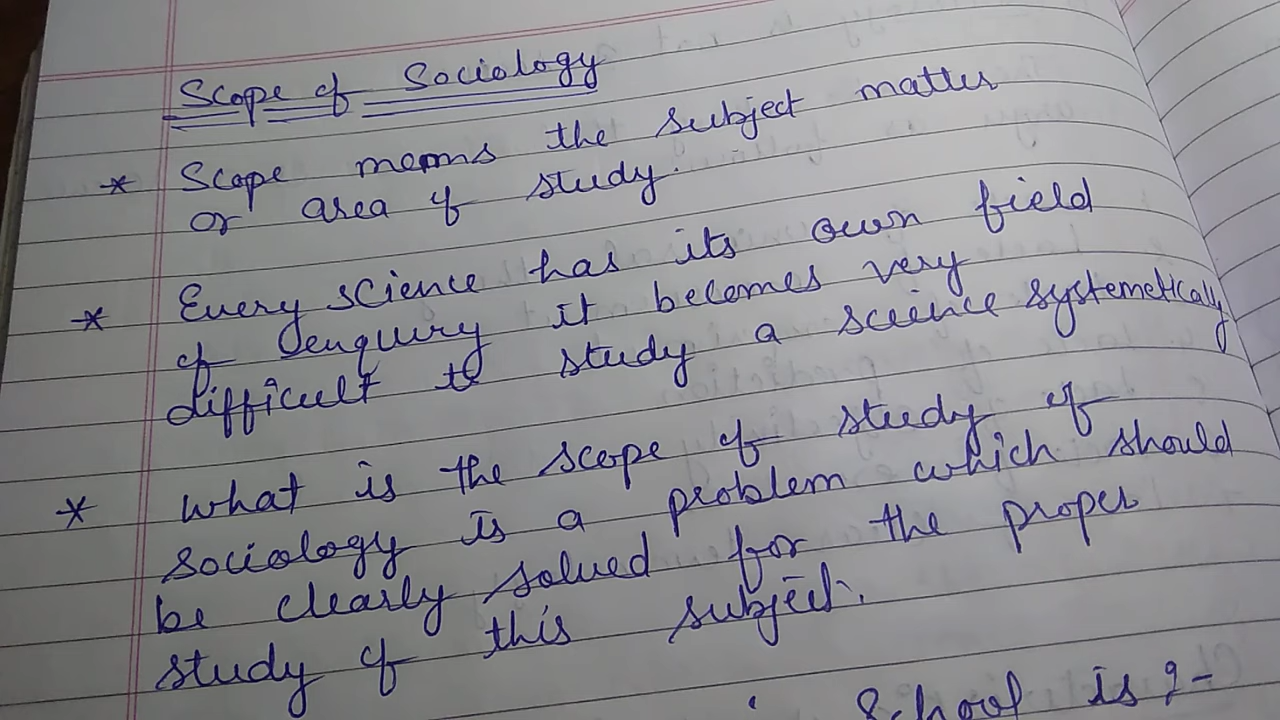 Scope of Sociology
* Scope means the subject matter
or area of study.
* Every science has its own field
of enquiry it becomes very
difficult to study a science systemetically
* What is the scope of study of
sociology is a problem which should
be clearly solved for the proper
study of this subject.
School is :-